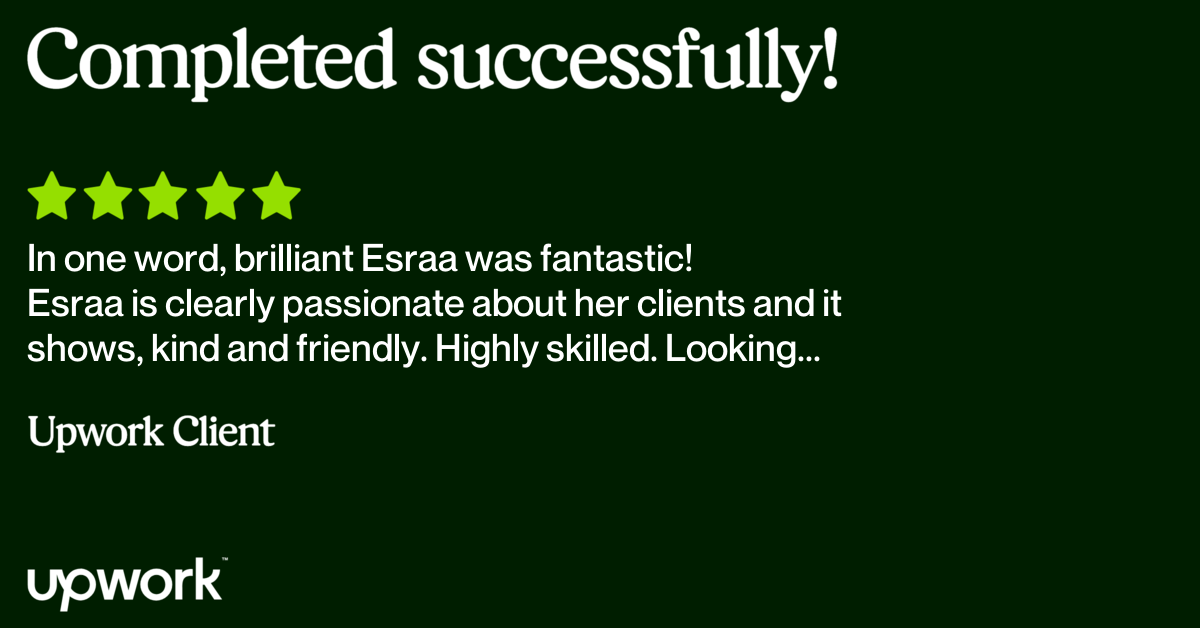 Completed successfully!
In one word, brilliant Esraa was fantastic!
Esraa is clearly passionate about her clients and it
shows, kind and friendly. Highly skilled. Looking...
Upwork Client
upwork™